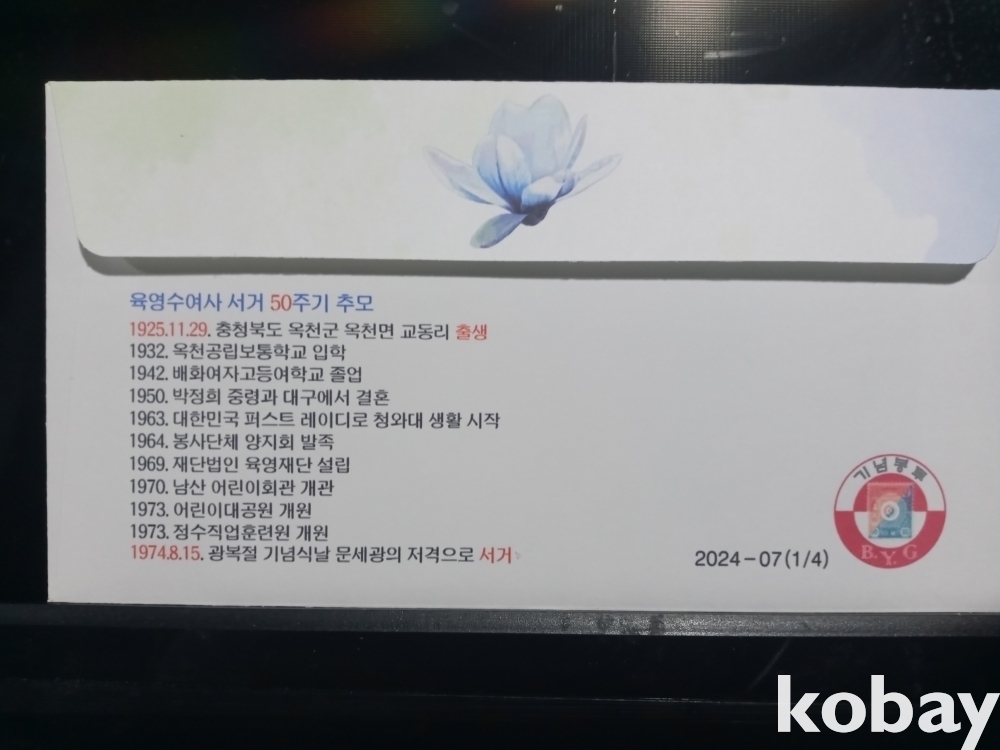 육영수여사 서거 50주기 추모
1925.11.29. 충청북도 옥천군 옥천면 교동리 출생
1932. 옥천공립보통학교 입학
1942. 배화여자고등여학교 졸업
1950. 박정희 중령과 대구에서 결혼
1963. 대한민국 퍼스트 레이디로 청와대 생활 시작
1964. 봉사단체 양지회 발족
1969. 재단법인 육영재단 설립
1970. 남산 어린이회관 개관
1973. 어린이대공원 개원
1973. 정수직업훈련원 개원
1974.8.15. 광복절 기념식날 문세광의 저격으로 서거
2024-07(1/4)
기념봉투
B.Y.G
kobay